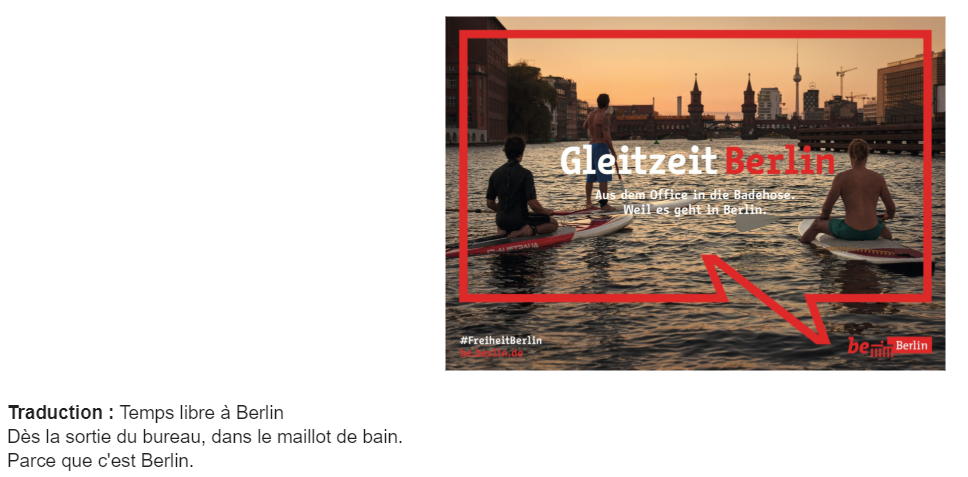 Gleitzeit Berlin
Aus dem Office in die Badehose.
Weil es geht in Berlin.
AUSTRALIA
#FreiheitBerlin
be.berlin.de
be Berlin
Traduction : Temps libre à Berlin
Dès la sortie du bureau, dans le maillot de bain.
Parce que c'est Berlin.